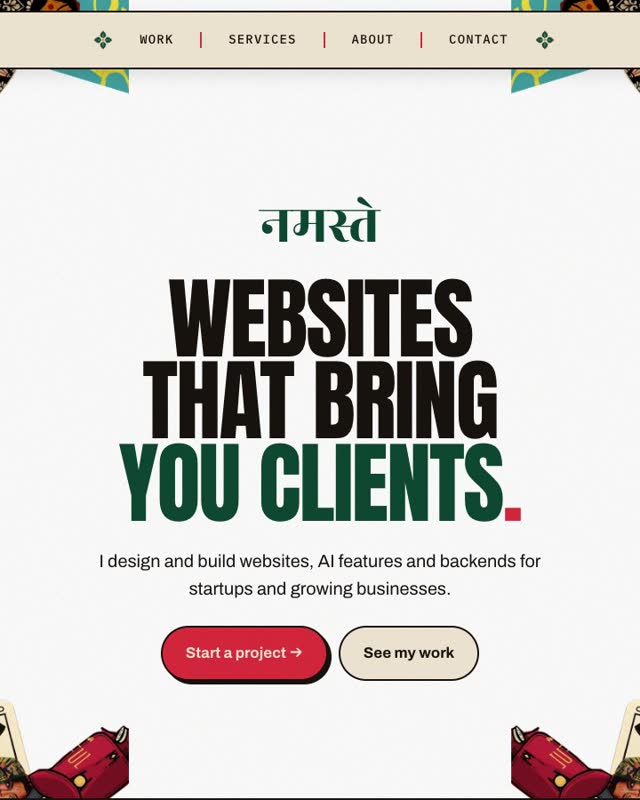 WORK
SERVICES
ABOUT
CONTACT
नमस्ते
WEBSITES
THAT BRING
YOU CLIENTS.
I design and build websites, AI features and backends for
startups and growing businesses.
Start a project →
See my work